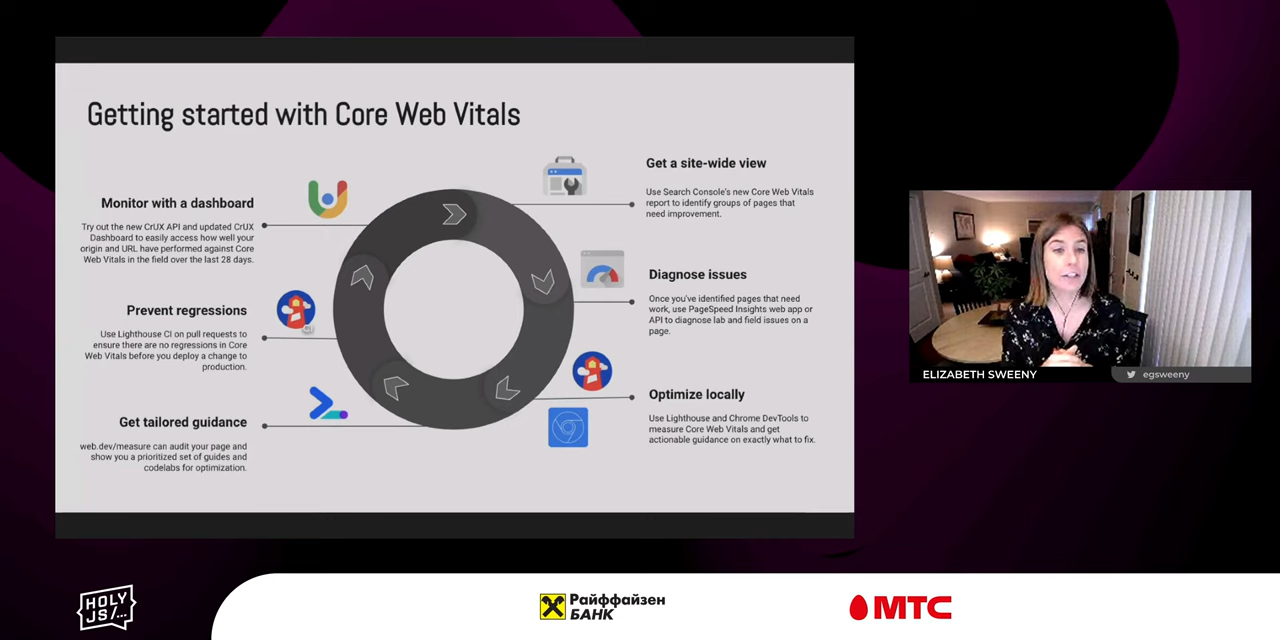 Getting started with Core Web Vitals
Get a site-wide view
Use Search Console's new Core Web Vitals
report to identify groups of pages that
need improvement.
Diagnose issues
Once you've identified pages that need
work, use PageSpeed Insights web app or
API to diagnose lab and field issues on a
page.
Optimize locally
Use Lighthouse and Chrome DevTools to
measure Core Web Vitals and get
actionable guidance on exactly what to fix.
Get tailored guidance
web.dev/measure can audit your page and
show you a prioritized set of guides and
codelabs for optimization.
Prevent regressions
Use Lighthouse CI on pull requests to
ensure there are no regressions in Core
Web Vitals before you deploy a change to
production.
CI
Monitor with a dashboard
Try out the new CrUX API and updated CrUX
Dashboard to easily access how well your
origin and URL have performed against Core
Web Vitals in the field over the last 28 days.
ELIZABETH SWEENY
egsweeny
HOLY
JS/...
Райффайзен
БАНК
МТС